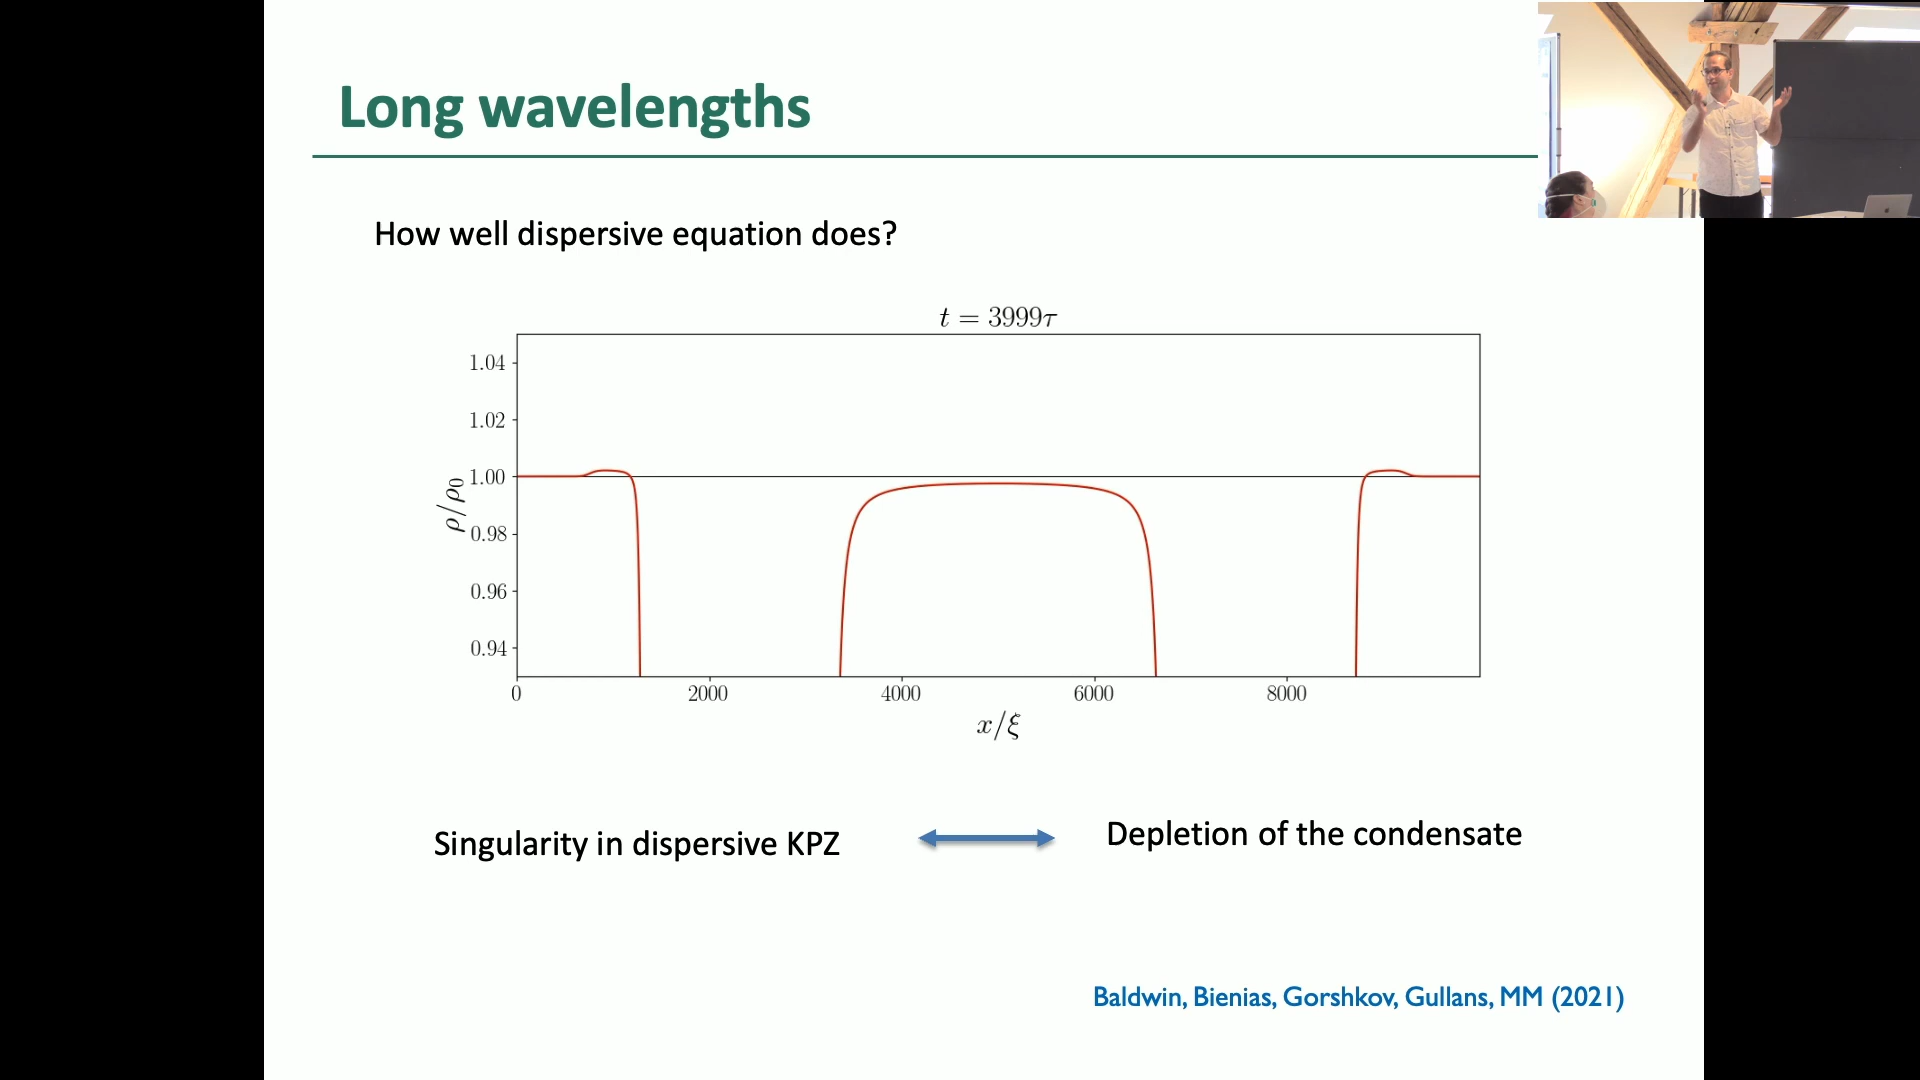 Long wavelengths
How well dispersive equation does?
t = 3999τ
1.04
1.02
1.00
0.98
0.96
0.94
ρ/ρ₀
0 2000 4000 6000 8000
x/ξ
Singularity in dispersive KPZ
Depletion of the condensate
Baldwin, Bienias, Gorshkov, Gullans, MM (2021)